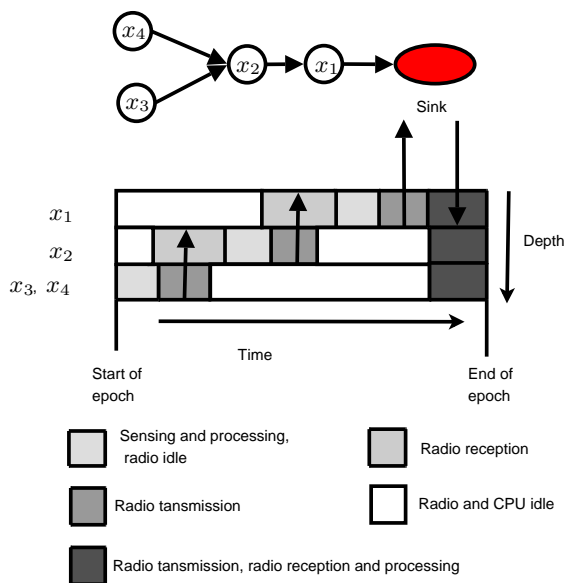 x₄
x₂
x₁
x₃
Sink
x₁
x₂
x₃, x₄
Depth
Time
Start of
epoch
End of
epoch
Sensing and processing,
radio idle
Radio reception
Radio tansmission
Radio and CPU idle
Radio tansmission, radio reception and processing